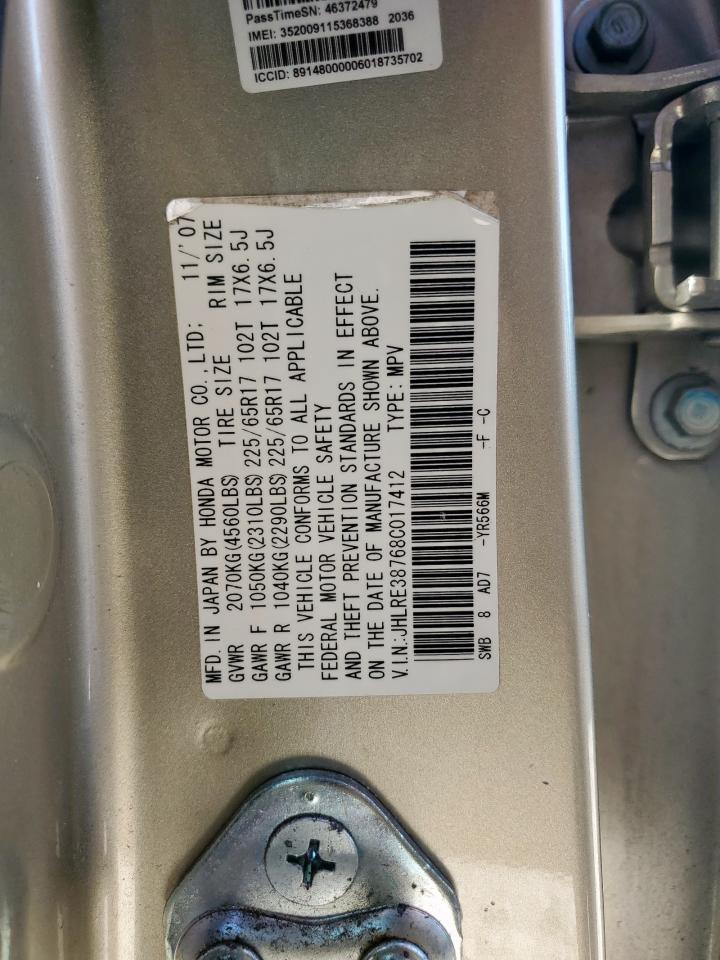 PassTimeSN: 46372479
IMEI: 352009115368388 2036
ICCID: 89148000006018735702
MFD. IN JAPAN BY HONDA MOTOR CO., LTD; 11/'07
GVWR 2070KG(4560LBS) TIRE SIZE RIM SIZE
GAWR F 1050KG(2310LBS) 225/65R17 102T 17X6.5J
GAWR R 1040KG(2290LBS) 225/65R17 102T 17X6.5J
THIS VEHICLE CONFORMS TO ALL APPLICABLE
FEDERAL MOTOR VEHICLE SAFETY
AND THEFT PREVENTION STANDARDS IN EFFECT
ON THE DATE OF MANUFACTURE SHOWN ABOVE.
V.I.N.:JHLRE38768C017412 TYPE: MPV
SWB 8 AD7 -YR566M -F -C